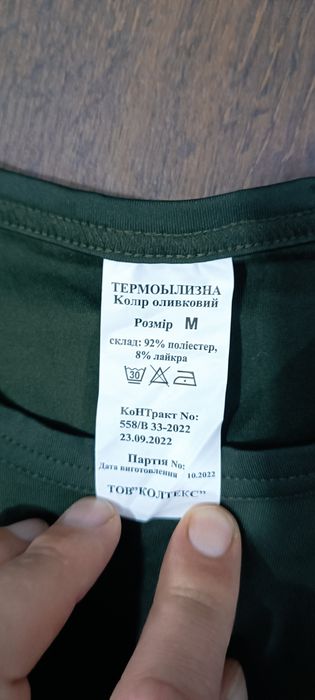 ТЕРМОЫЛИЗНА
Колір оливковий
Розмір M
склад: 92% поліестер,
8% лайкра
30
КоНТракт No:
558/В 33-2022
23.09.2022
Партія No:
Дата виготовлення 10.2022
ТОВ"КОЛТЕКС"